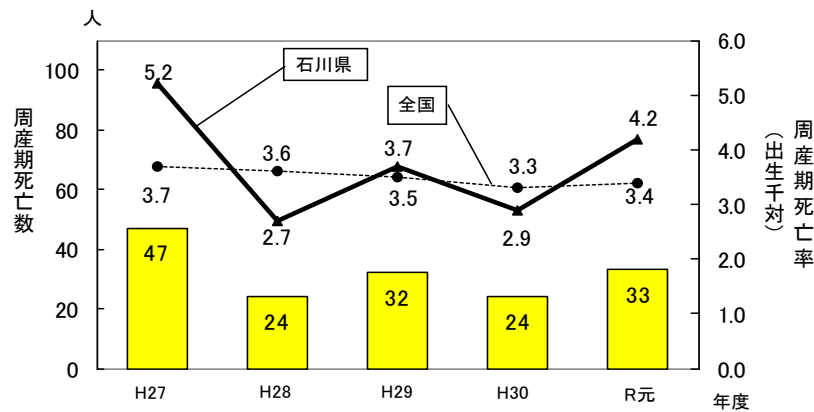 人
周産期死亡数
100
80
60
40
20
0
石川県
全国
5.2
2.7
3.7
2.9
4.2
3.7
3.6
3.5
3.3
3.4
47
24
32
24
33
H27
H28
H29
H30
R元
年度
6.0
5.0
4.0
3.0
2.0
1.0
0.0
周産期死亡率
(出生千対)